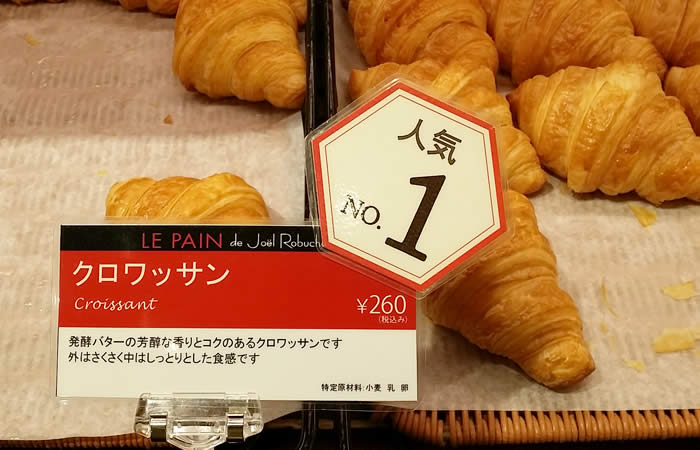 人気
NO. 1
LE PAIN de Joël Robuch
クロワッサン
Croissant
¥260
(税込み)
発酵バターの芳醇な香りとコクのあるクロワッサンです
外はさくさく中はしっとりとした食感です
特定原材料:小麦 乳 卵